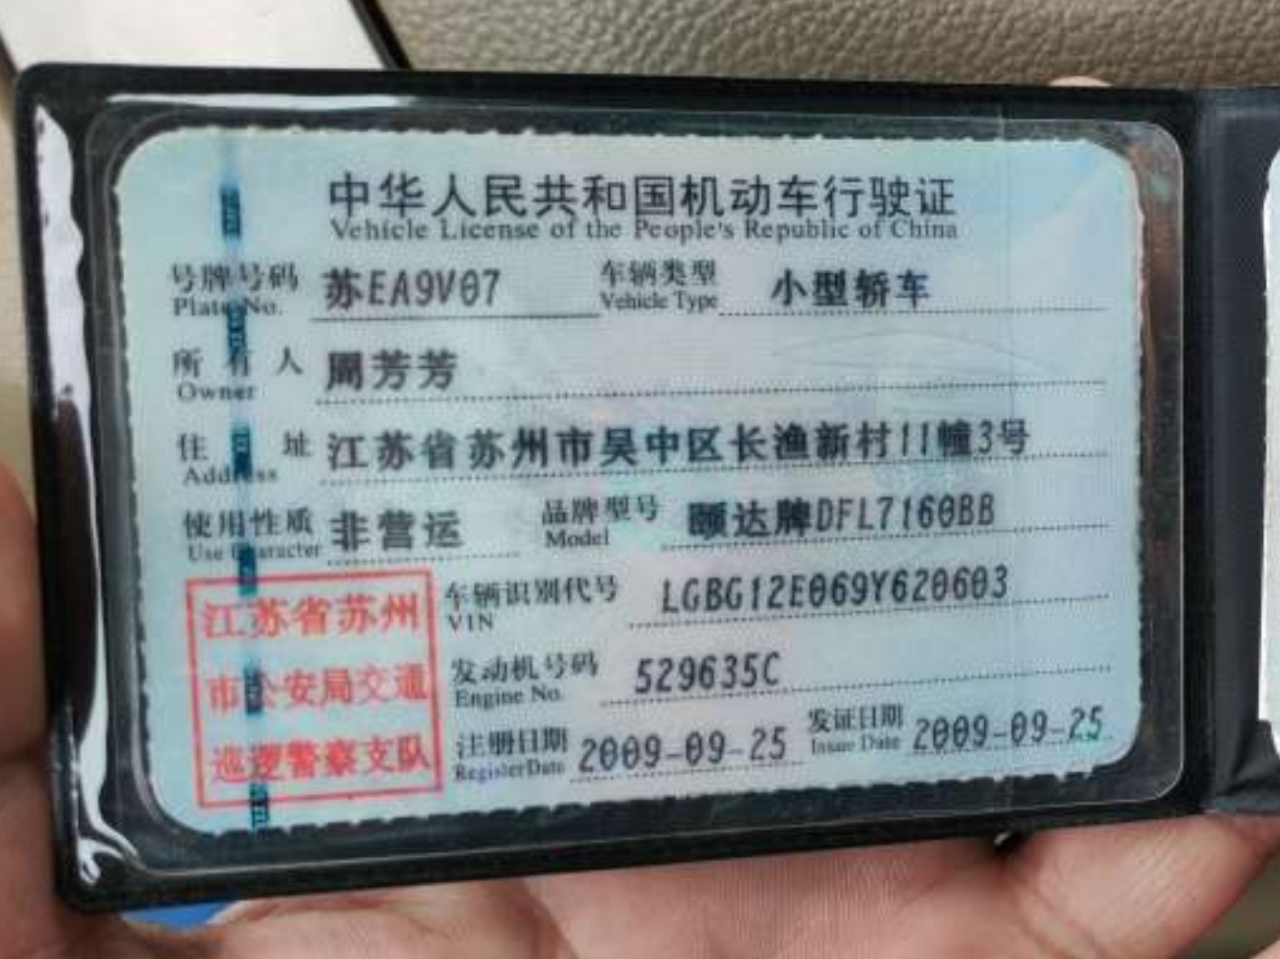 中华人民共和国机动车行驶证
Vehicle License of the People's Republic of China
号牌号码 苏EA9V07 车辆类型 小型轿车
Plate No. Vehicle Type
所有人 周芳芳
Owner
住址 江苏省苏州市吴中区长渔新村11幢3号
Address
使用性质 非营运 品牌型号 颐达牌DFL7160BB
Use Character Model
车辆识别代号 LGBG12E069Y620603
VIN
发动机号码 529635C
Engine No.
注册日期 2009-09-25 发证日期 2009-09-25
Register Date Issue Date
江苏省苏州
市公安局交通
巡逻警察支队